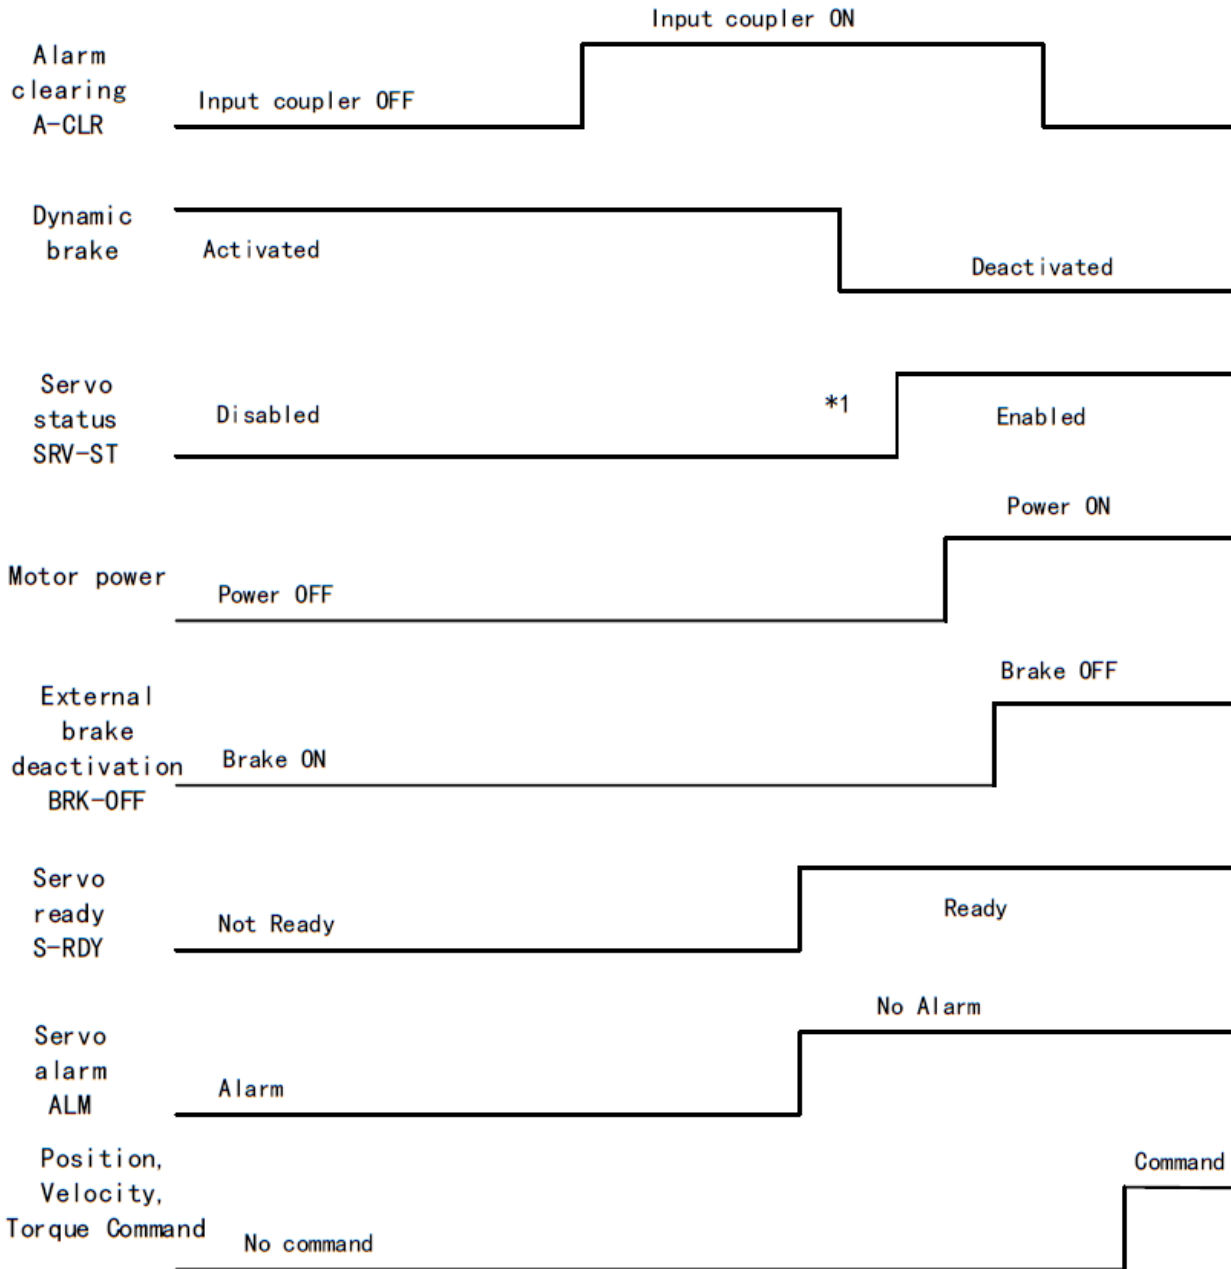 Input coupler ON
Alarm
clearing
A-CLR
Input coupler OFF
Dynamic
brake
Activated
Deactivated
Servo
status
SRV-ST
Disabled
*1
Enabled
Power ON
Motor power
Power OFF
Brake OFF
External
brake
deactivation
BRK-OFF
Brake ON
Servo
ready
S-RDY
Not Ready
Ready
No Alarm
Servo
alarm
ALM
Alarm
Position,
Velocity,
Torque Command
Command
No command